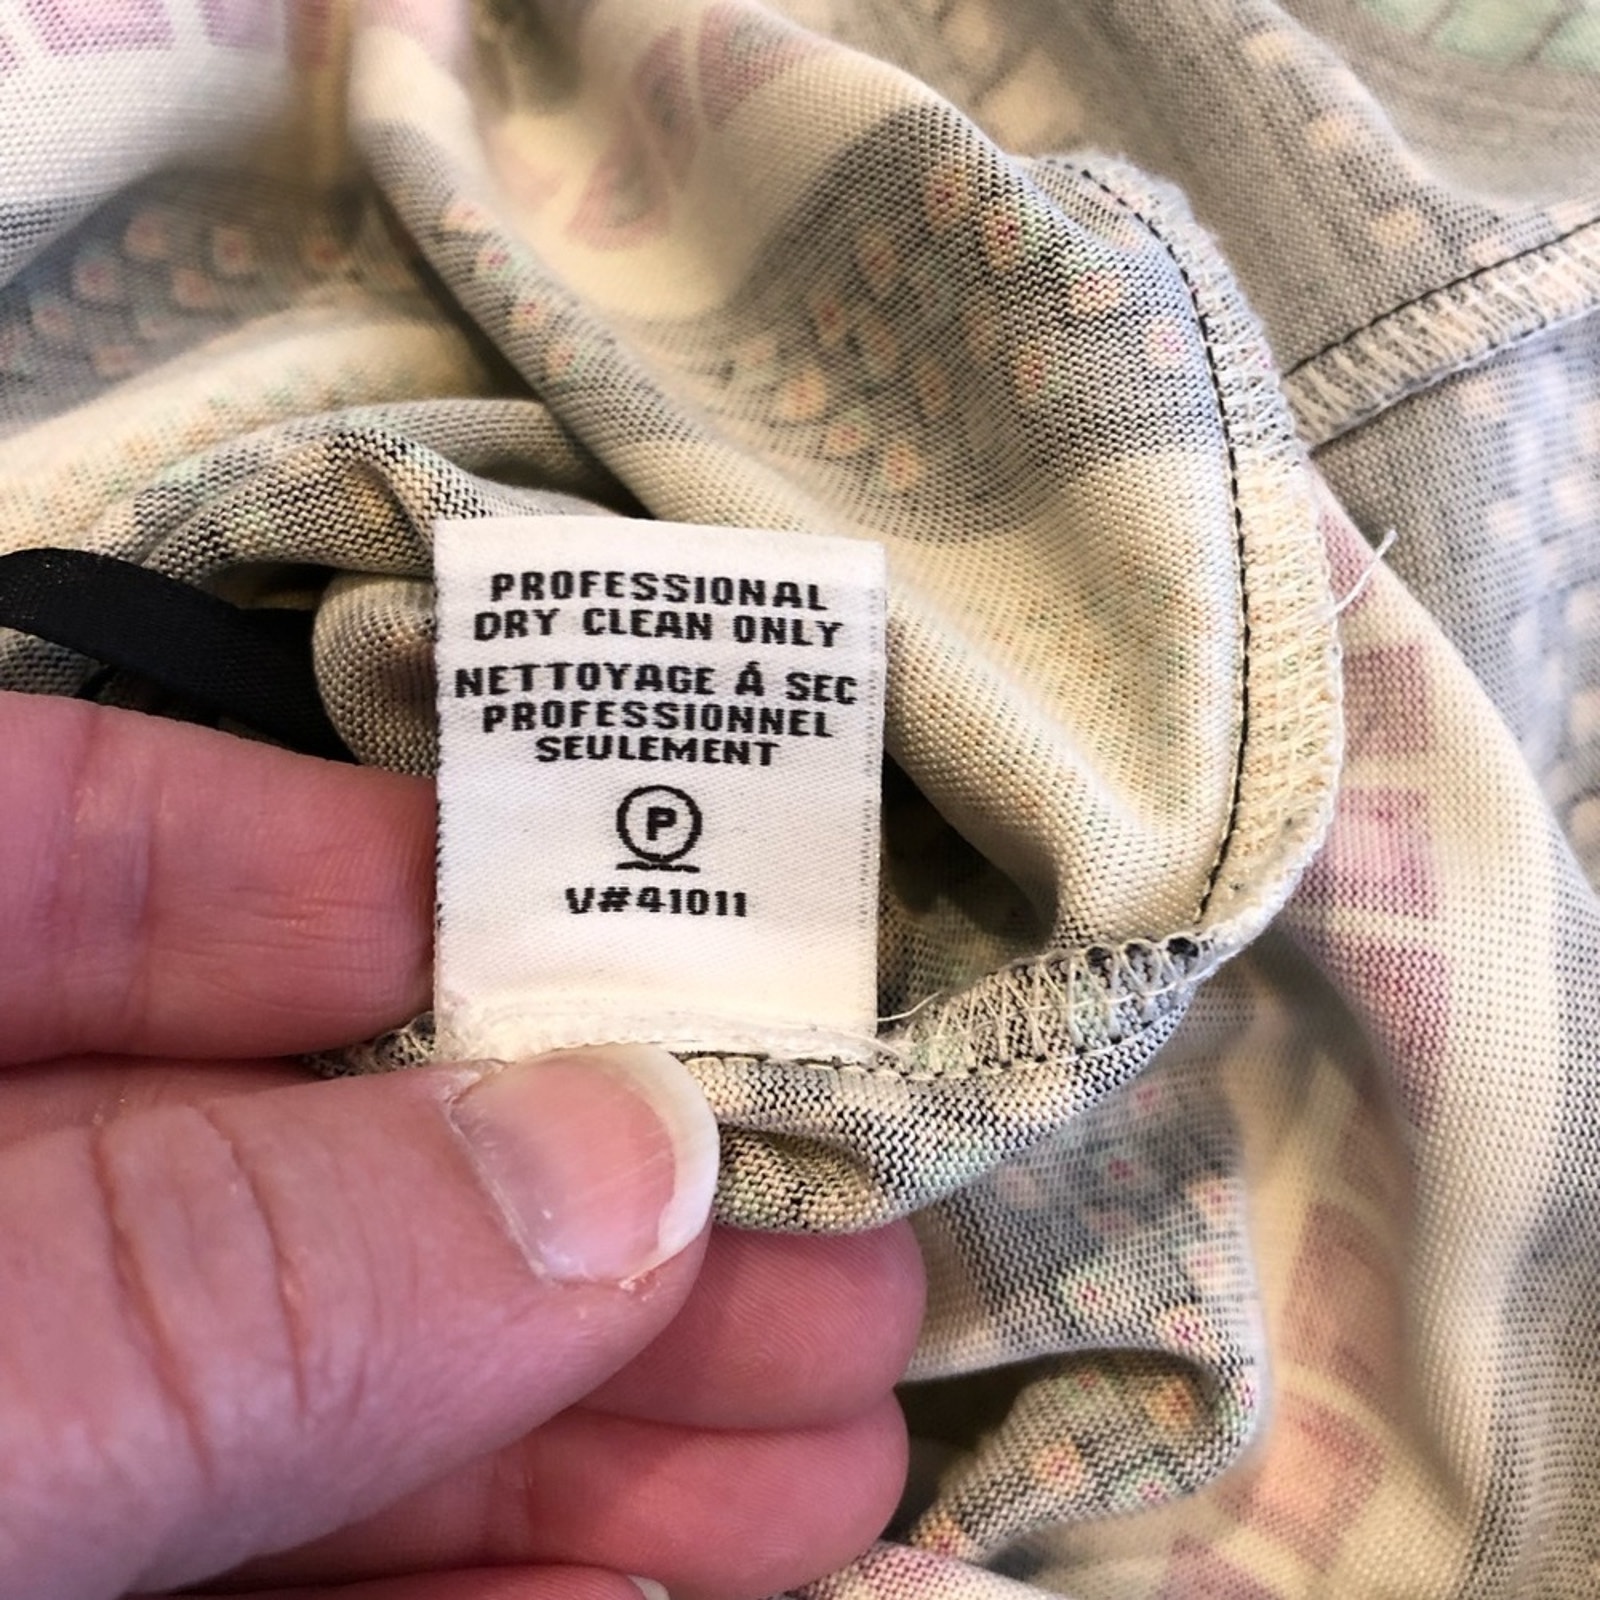 PROFESSIONAL
DRY CLEAN ONLY
NETTOYAGE Á SEC
PROFESSIONNEL
SEULEMENT
P
V#41011